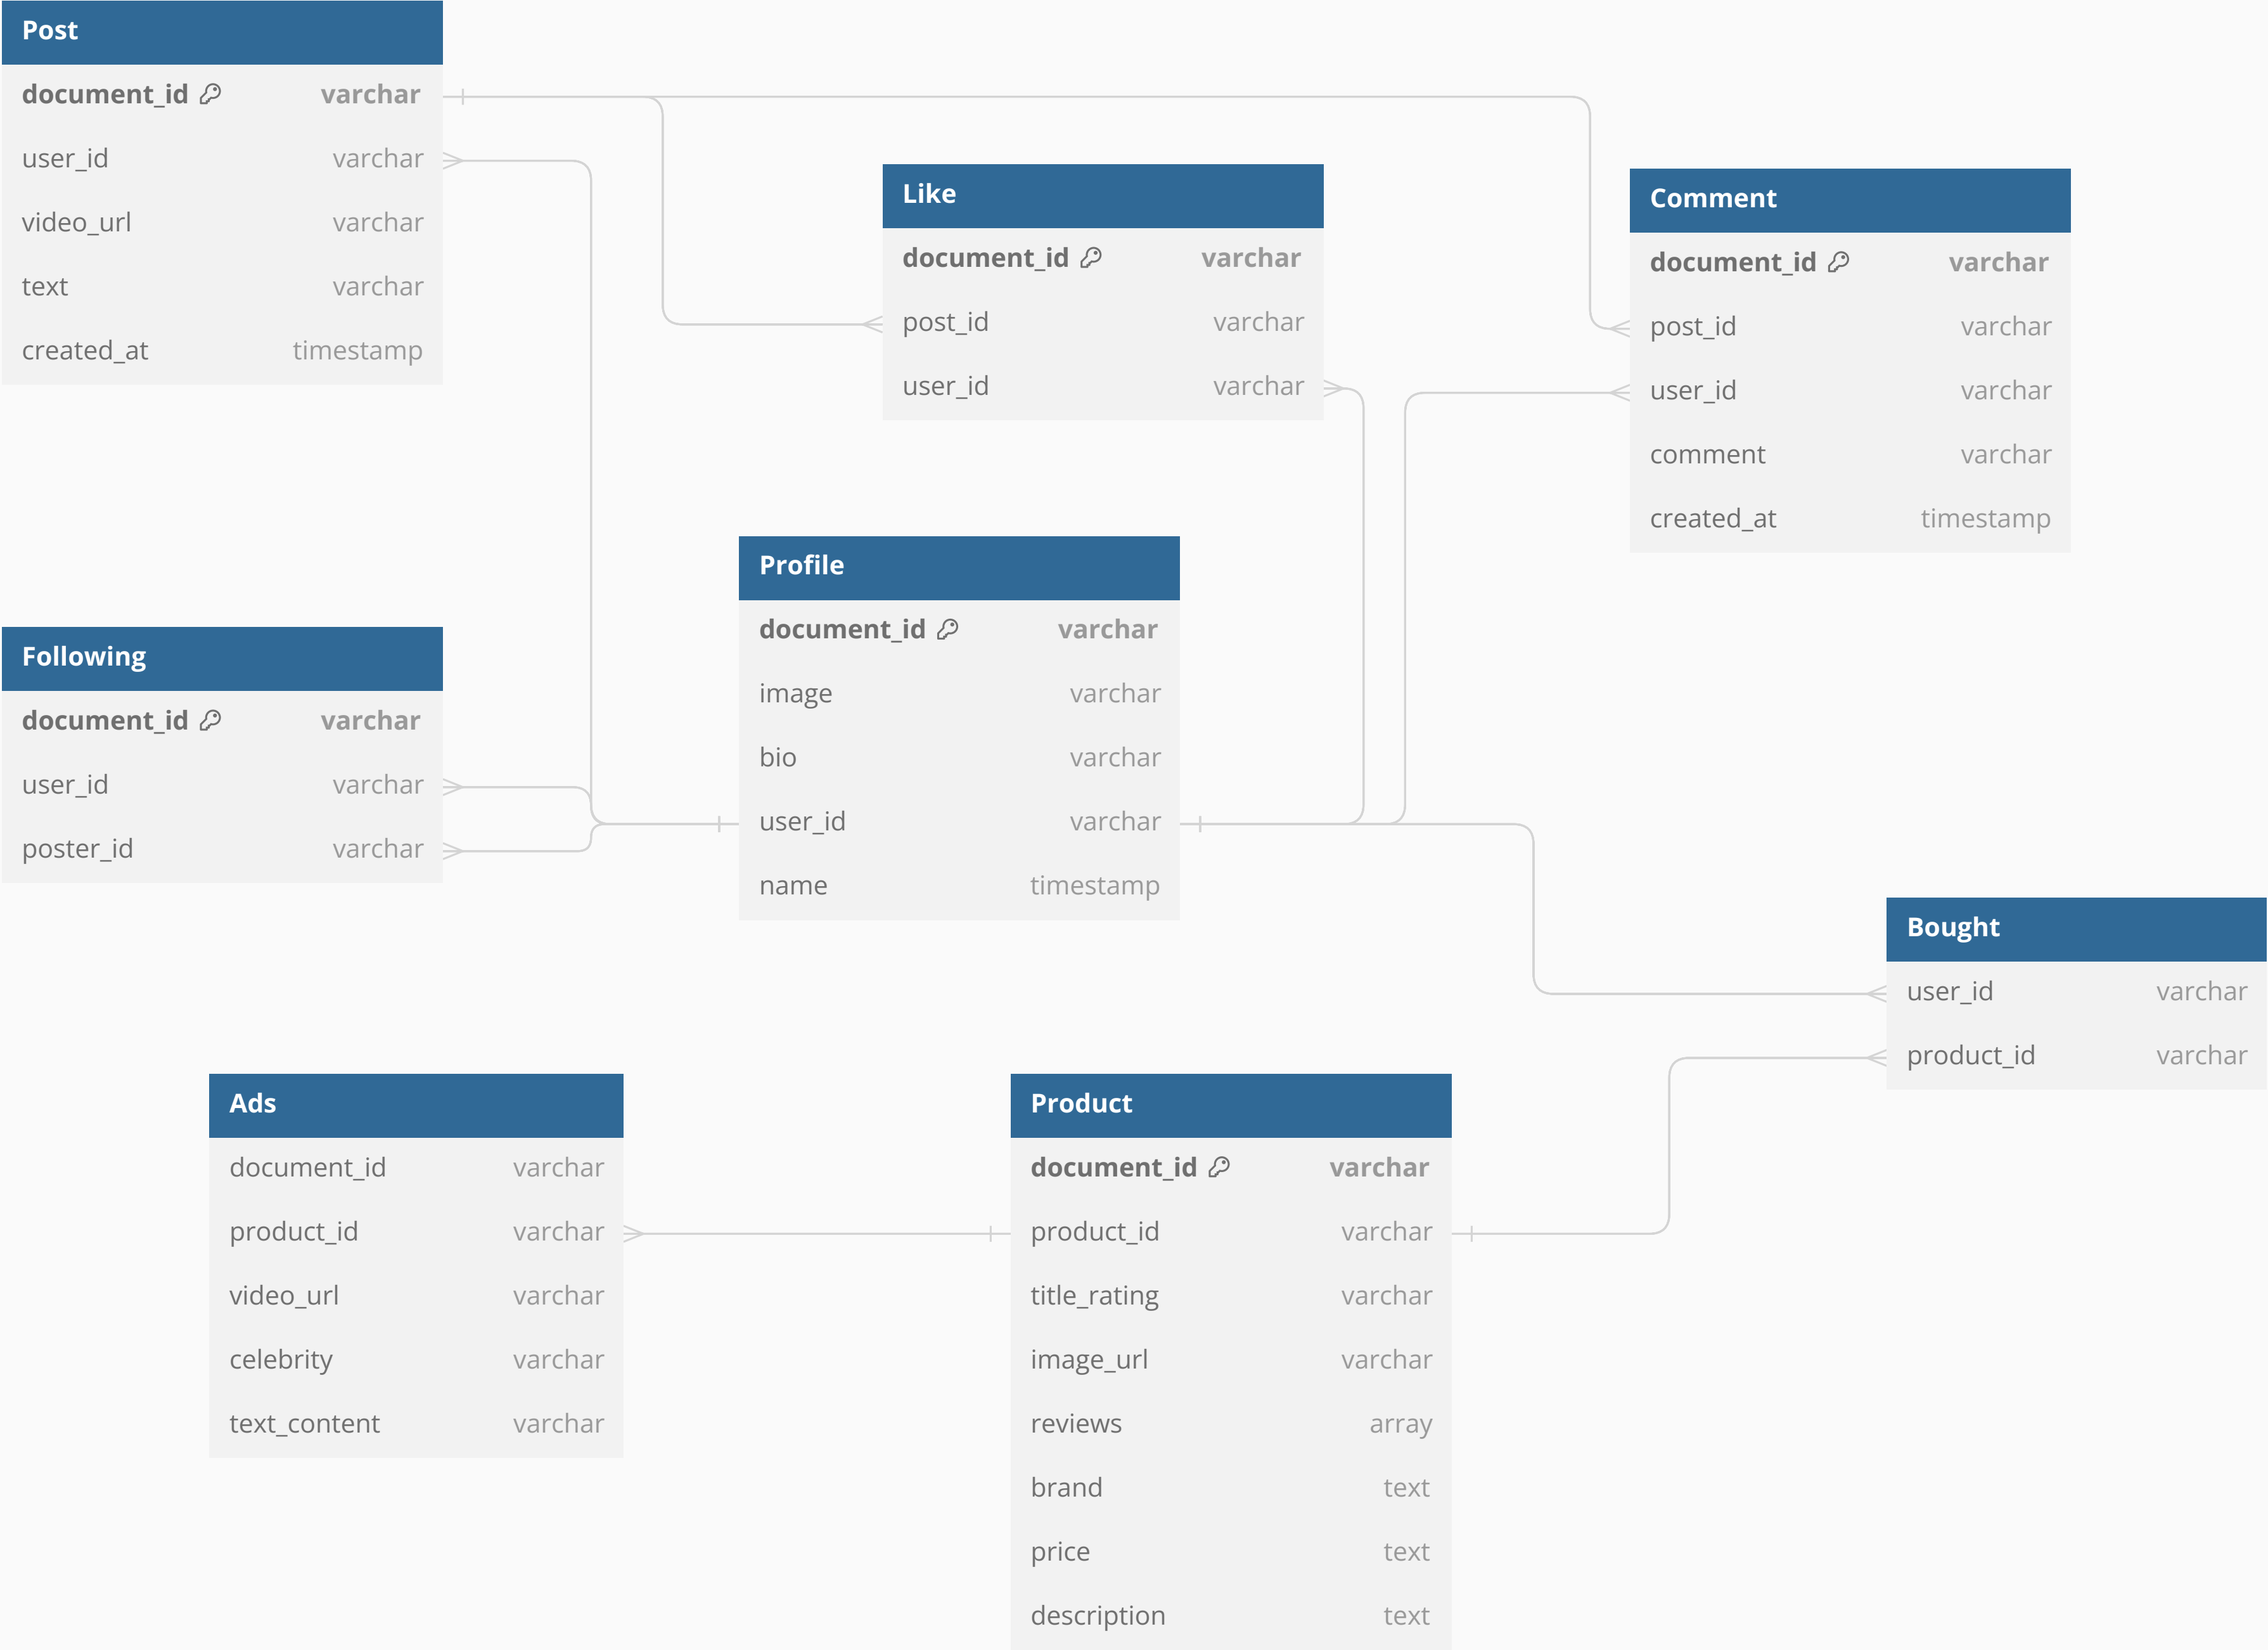 Post
document_id varchar
user_id varchar
video_url varchar
text varchar
created_at timestamp
Like
document_id varchar
post_id varchar
user_id varchar
Comment
document_id varchar
post_id varchar
user_id varchar
comment varchar
created_at timestamp
Profile
document_id varchar
image varchar
bio varchar
user_id varchar
name timestamp
Following
document_id varchar
user_id varchar
poster_id varchar
Bought
user_id varchar
product_id varchar
Ads
document_id varchar
product_id varchar
video_url varchar
celebrity varchar
text_content varchar
Product
document_id varchar
product_id varchar
title_rating varchar
image_url varchar
reviews array
brand text
price text
description text